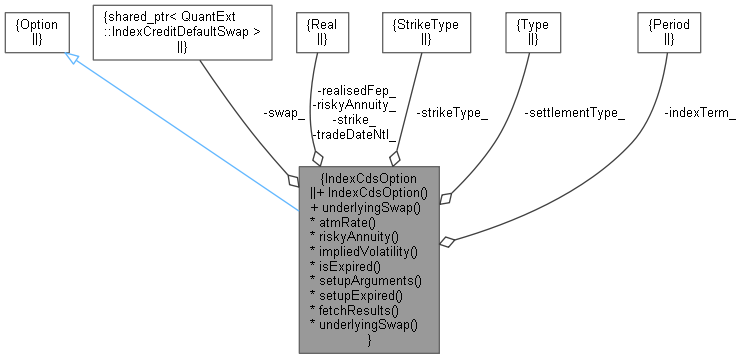 {Option
||}
{shared_ptr< QuantExt
::IndexCreditDefaultSwap >
||}
{Real
||}
{StrikeType
||}
{Type
||}
{Period
||}
-swap_
-realisedFep_
-riskyAnnuity_
-strike_
-tradeDateNtl_
-strikeType_
-settlementType_
-indexTerm_
{IndexCdsOption
||+ IndexCdsOption()
+ underlyingSwap()
* atmRate()
* riskyAnnuity()
* impliedVolatility()
* isExpired()
* setupArguments()
* setupExpired()
* fetchResults()
* underlyingSwap()
}